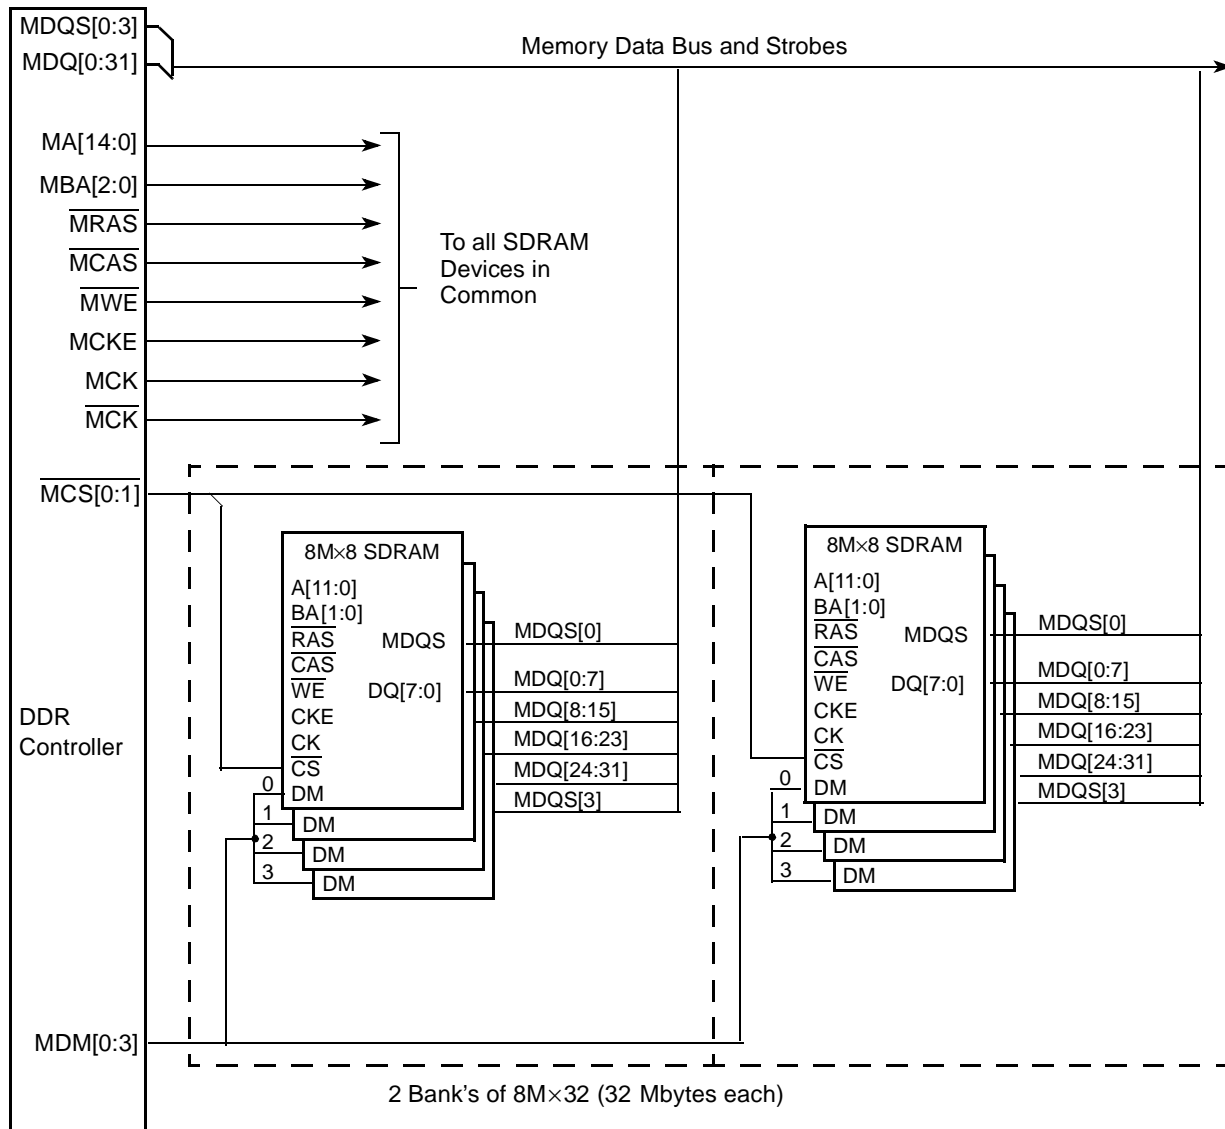 MDQS[0:3]
MDQ[0:31]
Memory Data Bus and Strobes
MA[14:0]
MBA[2:0]
MRAS
MCAS
MWE
MCKE
MCK
MCK
To all SDRAM
Devices in
Common
MCS[0:1]
DDR
Controller
MDM[0:3]
8M×8 SDRAM
A[11:0]
BA[1:0]
RAS
CAS
WE
CKE
CK
CS
DM
MDQS
DQ[7:0]
0
1
2
3
DM
DM
DM
MDQS[0]
MDQ[0:7]
MDQ[8:15]
MDQ[16:23]
MDQ[24:31]
MDQS[3]
8M×8 SDRAM
A[11:0]
BA[1:0]
RAS
CAS
WE
CKE
CK
CS
DM
MDQS
DQ[7:0]
0
1
2
3
DM
DM
DM
MDQS[0]
MDQ[0:7]
MDQ[8:15]
MDQ[16:23]
MDQ[24:31]
MDQS[3]
2 Bank's of 8M×32 (32 Mbytes each)